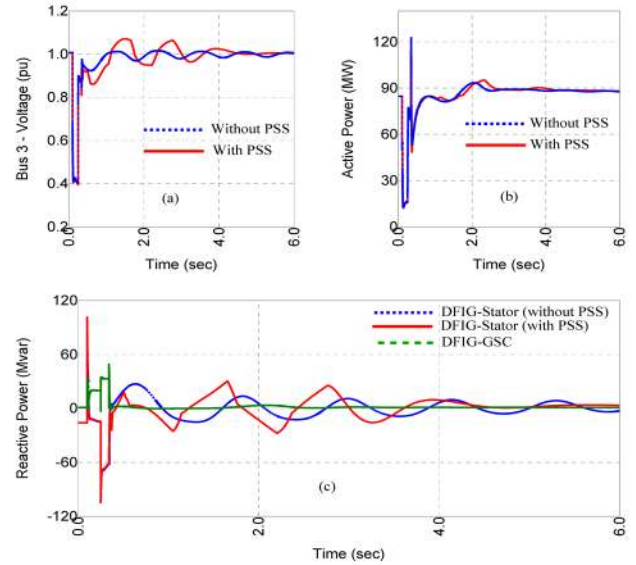 1.2
1.0
0.8
0.6
0.4
0.2
Bus 3 - Voltage (pu)
Without PSS
With PSS
(a)
0.0
2.0
4.0
6.0
Time (sec)
120
90
60
30
0
Active Power (MW)
Without PSS
With PSS
(b)
0.0
2.0
4.0
6.0
Time (sec)
120
60
0
-60
-120
Reactive Power (Mvar)
DFIG-Stator (without PSS)
DFIG-Stator (with PSS)
DFIG-GSC
(c)
0.0
2.0
4.0
6.0
Time (sec)